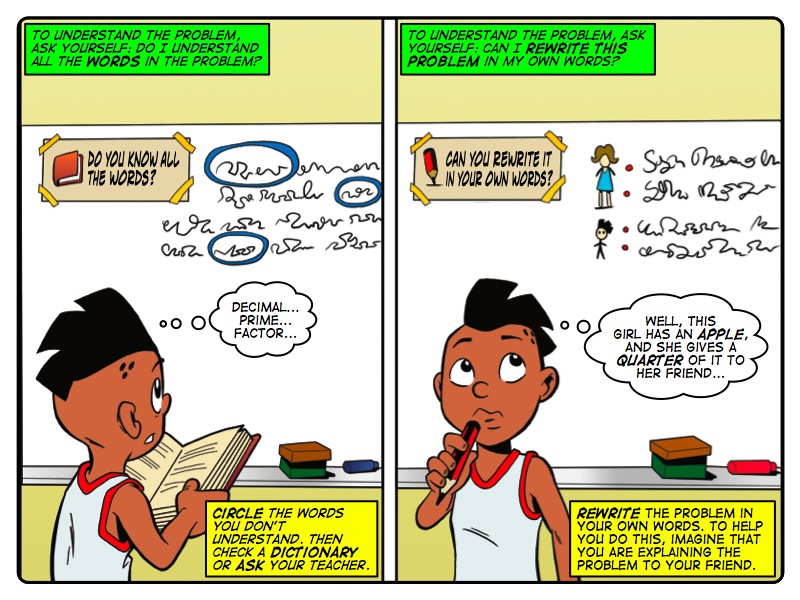 TO UNDERSTAND THE PROBLEM,
ASK YOURSELF: DO I UNDERSTAND
ALL THE WORDS IN THE PROBLEM?
DO YOU KNOW ALL
THE WORDS?
DECIMAL...
PRIME...
FACTOR...
CIRCLE THE WORDS
YOU DON'T
UNDERSTAND. THEN
CHECK A DICTIONARY
OR ASK YOUR TEACHER.
TO UNDERSTAND THE PROBLEM, ASK
YOURSELF: CAN I REWRITE THIS
PROBLEM IN MY OWN WORDS?
CAN YOU REWRITE IT
IN YOUR OWN WORDS?
WELL, THIS
GIRL HAS AN APPLE,
AND SHE GIVES A
QUARTER OF IT TO
HER FRIEND...
REWRITE THE PROBLEM IN
YOUR OWN WORDS. TO HELP
YOU DO THIS, IMAGINE THAT
YOU ARE EXPLAINING THE
PROBLEM TO YOUR FRIEND.